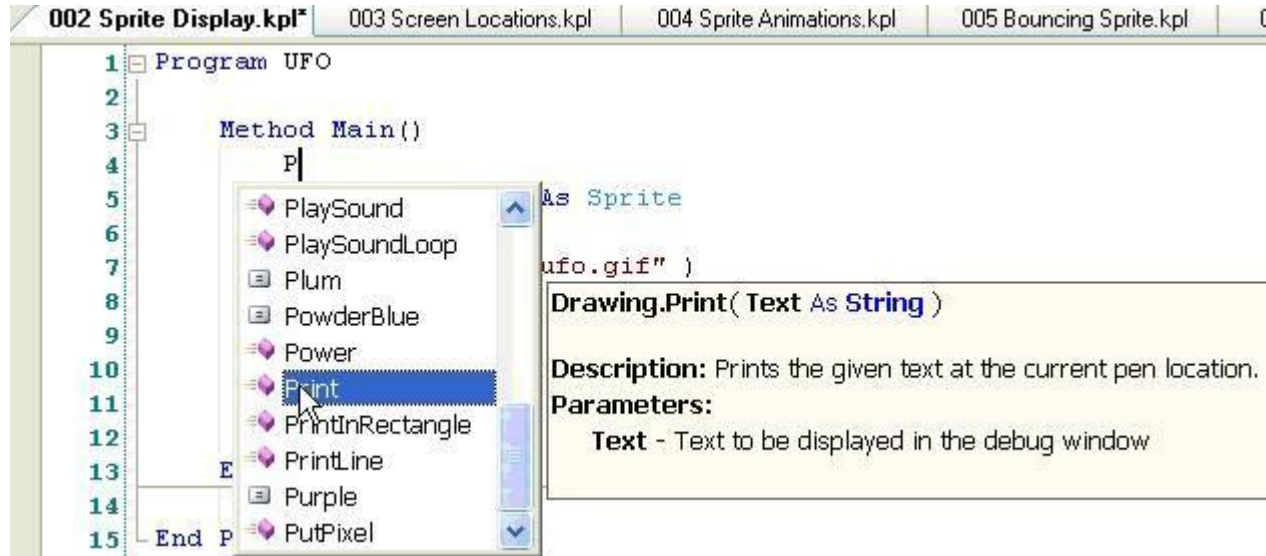 002 Sprite Display.kpl* 003 Screen Locations.kpl 004 Sprite Animations.kpl 005 Bouncing Sprite.kpl
1 Program UFO
2
3 Method Main()
4 P
5 As Sprite
6
7 ufo.gif" )
8
9
10
11
12
13 E
14
15 End P
PlaySound
PlaySoundLoop
Plum
PowderBlue
Power
Print
PrintInRectangle
PrintLine
Purple
PutPixel
Drawing.Print( Text As String )
Description: Prints the given text at the current pen location.
Parameters:
Text - Text to be displayed in the debug window